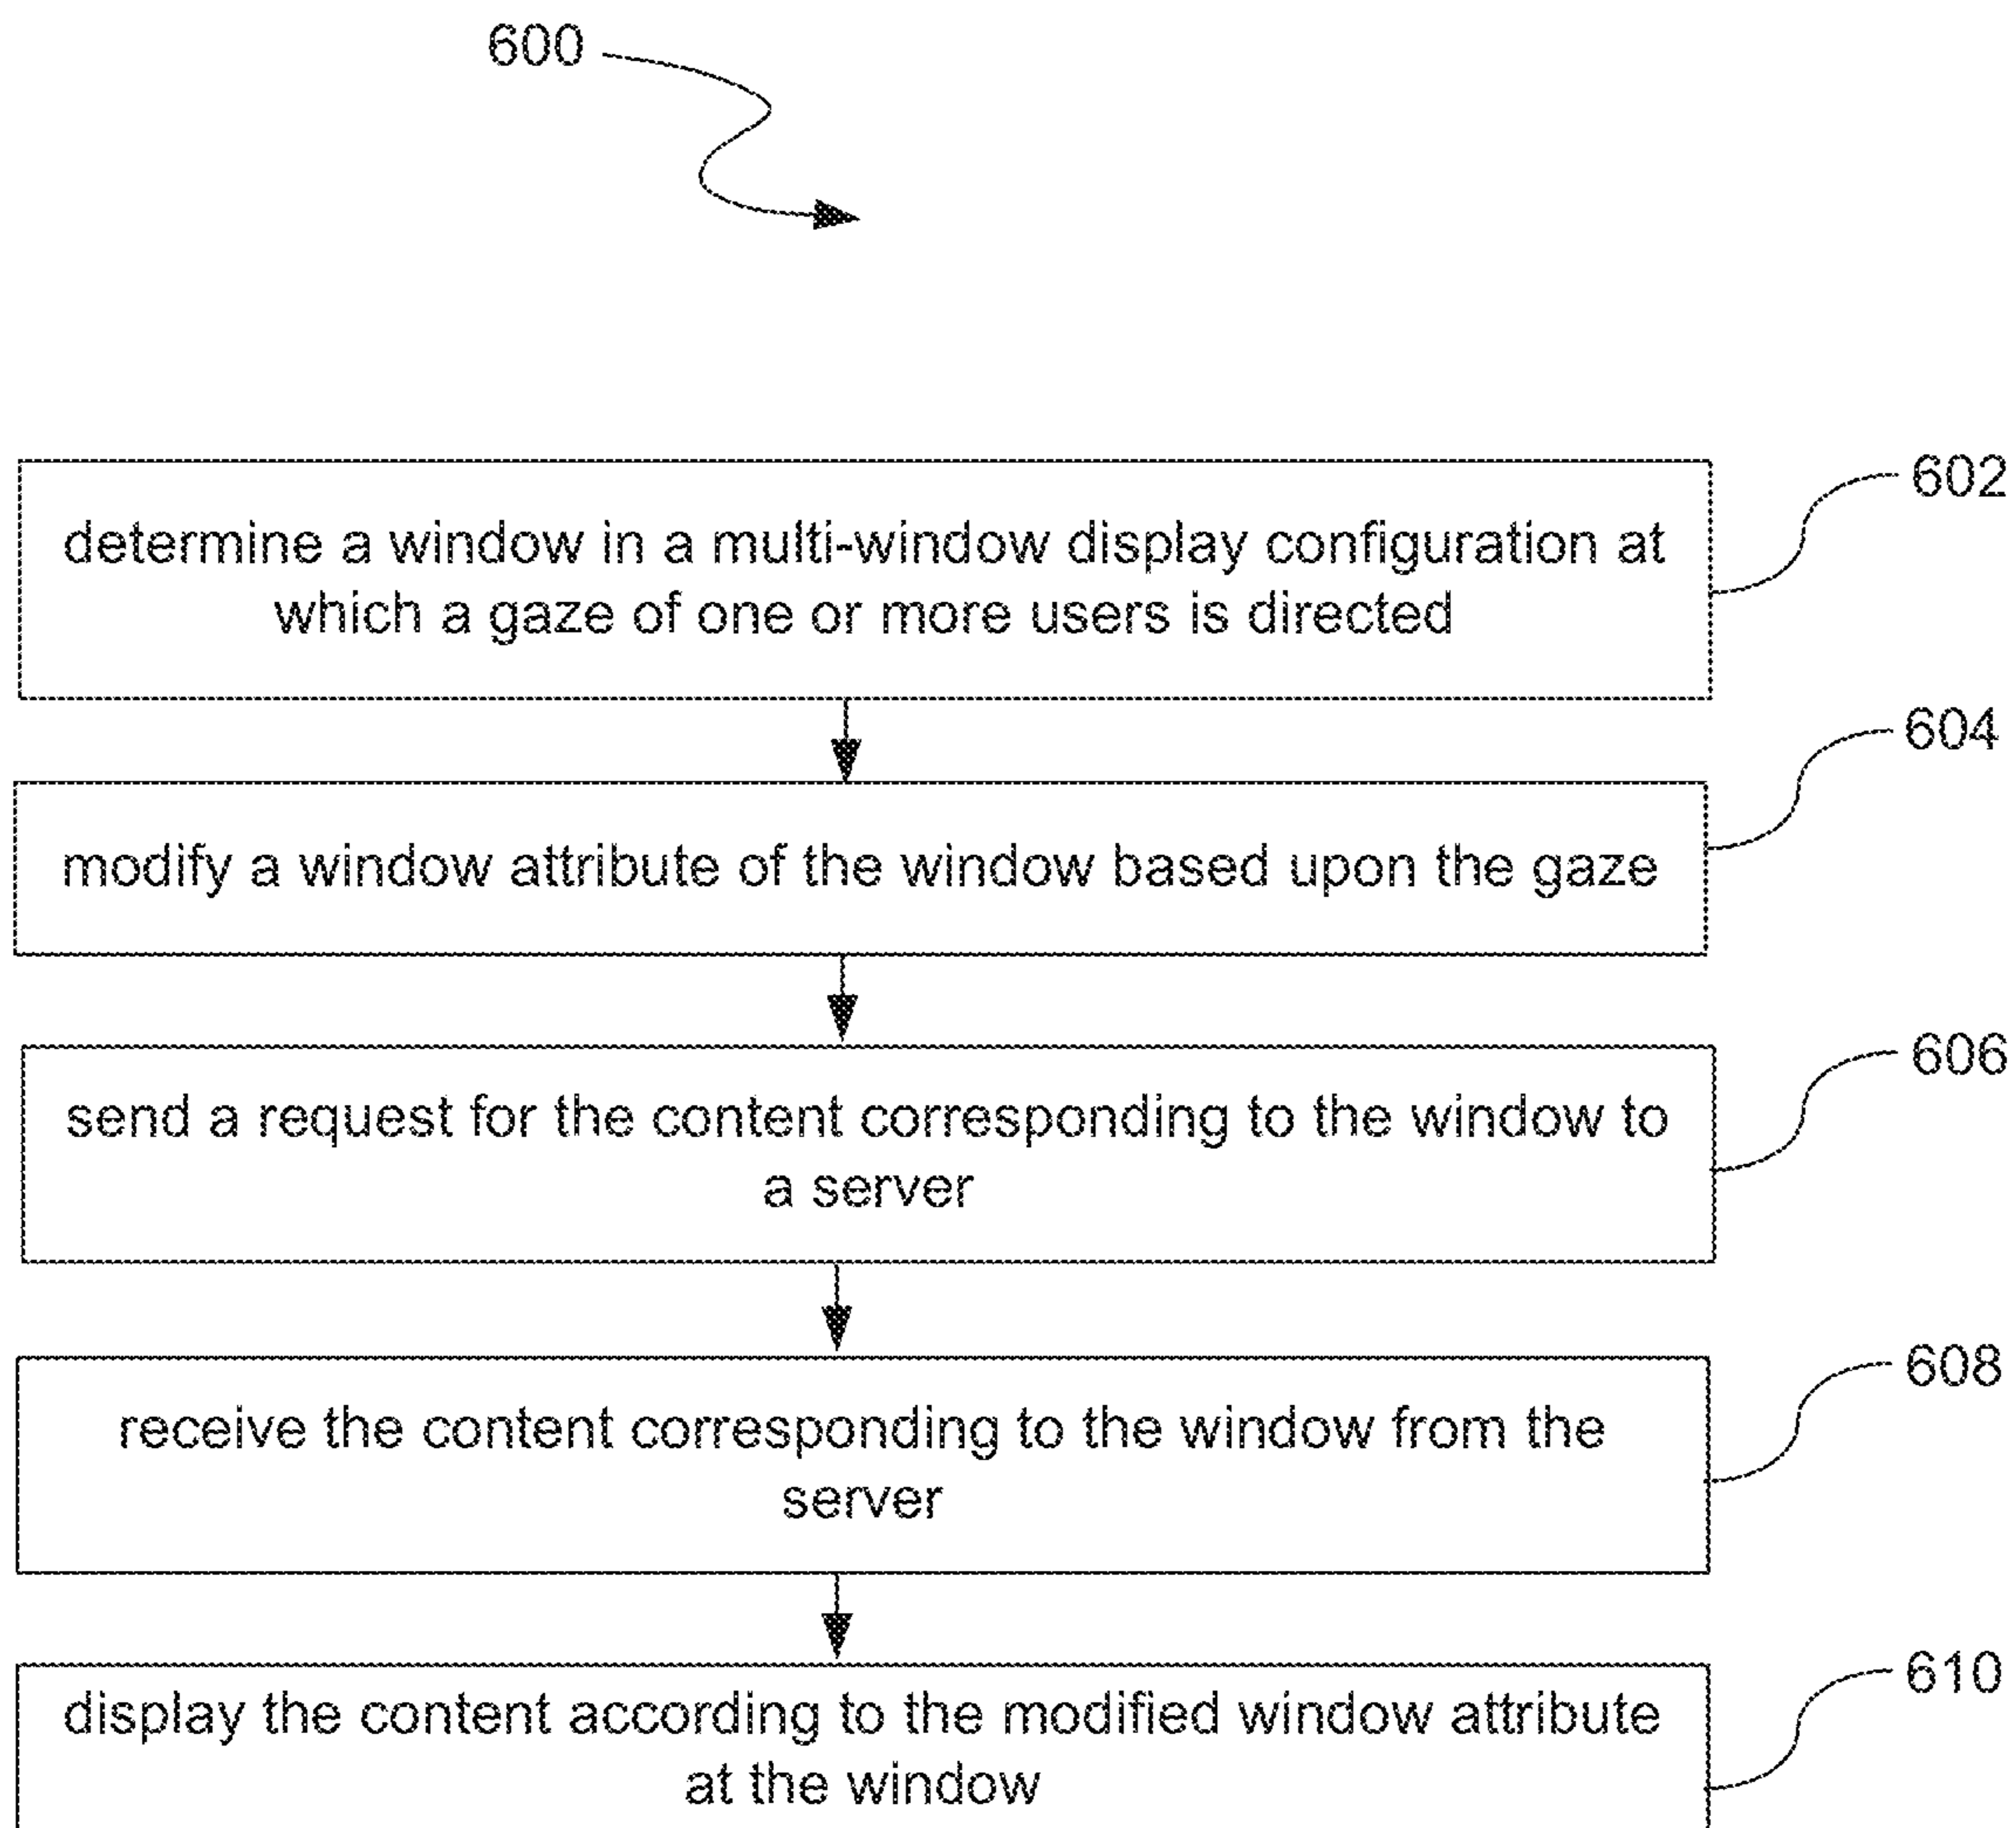 600
determine a window in a multi-window display configuration at
which a gaze of one or more users is directed
602
modify a window attribute of the window based upon the gaze
604
send a request for the content corresponding to the window to
a server
606
receive the content corresponding to the window from the
server
608
display the content according to the modified window attribute
at the window
610